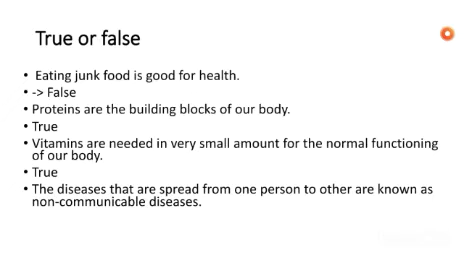 True or false
• Eating junk food is good for health.
• -> False
• Proteins are the building blocks of our body.
• True
• Vitamins are needed in very small amount for the normal functioning
of our body.
• True
• The diseases that are spread from one person to other are known as
non-communicable diseases.